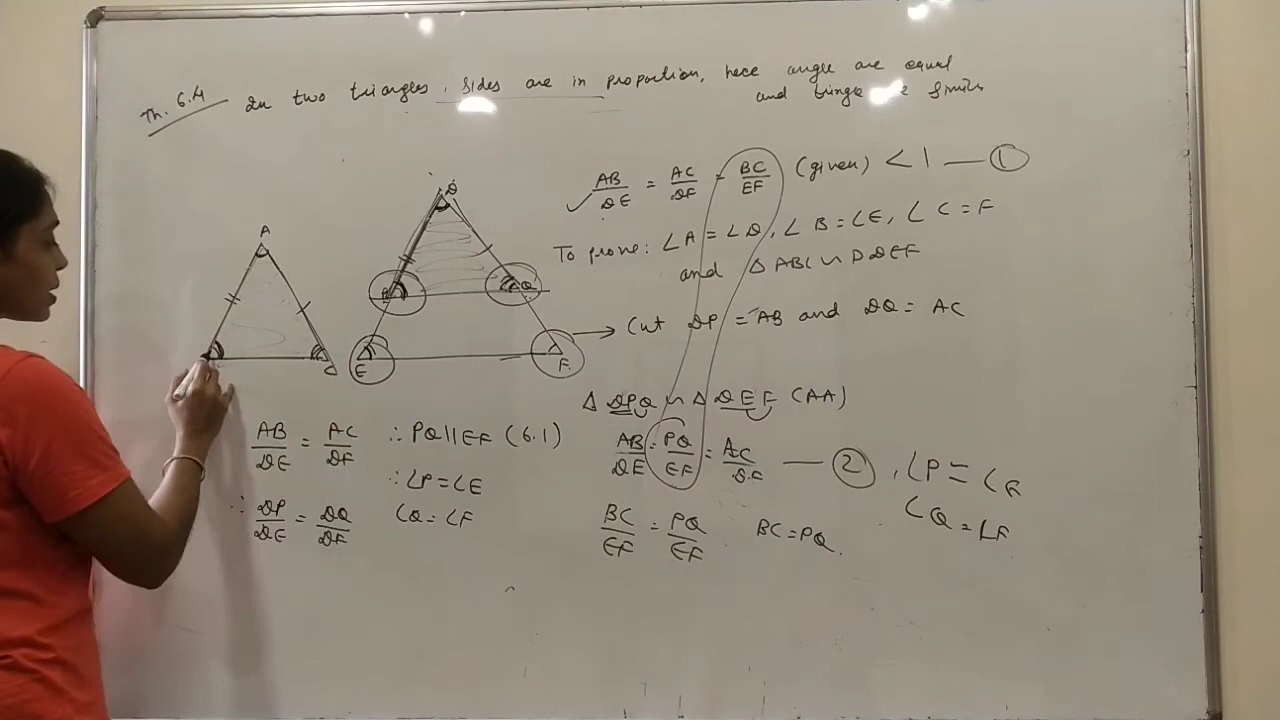 Th. 6.4 In two triangles, sides are in proportion, hece angle are equal
and
AB/DE = AC/DF = BC/EF (given) < 1 — ①
To prove: ∠A = ∠D, ∠B = ∠E, ∠C = F
and △ABC ~ DDEF
→ Cut DP = AB and DQ = AC
A
C
D
P
Q
E
F
AB/DE = AC/DF ∴ PQ||EF (6.1)
∴ ∠P = ∠E
∴ DP/DE = DQ/DF ∠Q = ∠F
△ DPQ ~ △ DEF (AA)
AB/DE = PQ/EF = AC/DF — ②, ∠P = ∠E
∠Q = ∠F
BC/EF = PQ/EF BC = PQ.